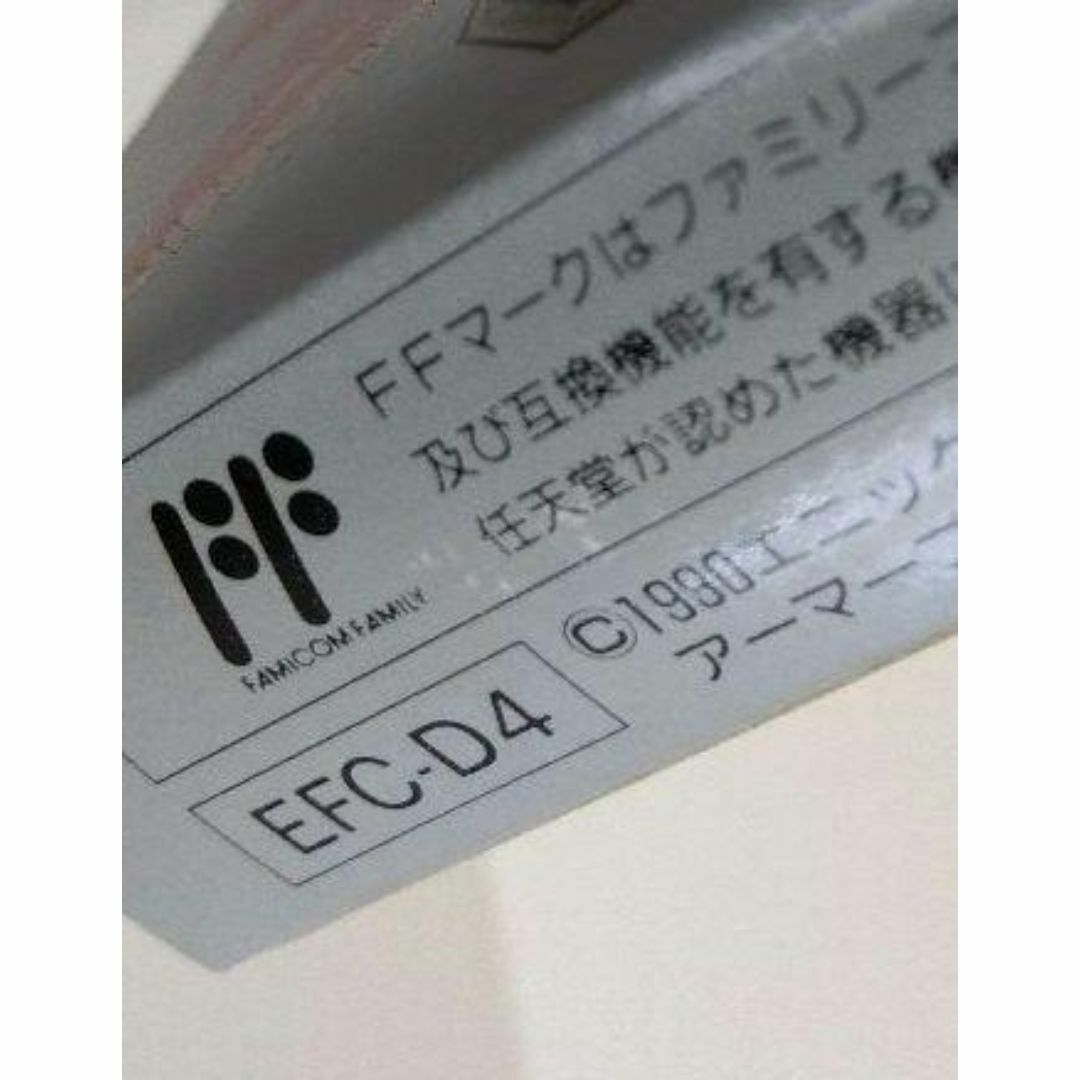 FFマークはファミリー
及び互換機能を有する機
任天堂が認めた機器に
FAMICOM FAMILY
©1990エニック
アーマー
EFC-D4